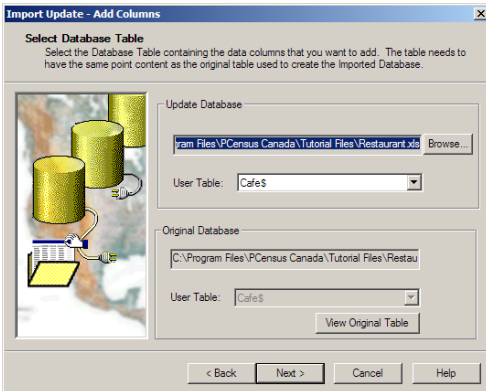 Import Update - Add Columns
Select Database Table
Select the Database Table containing the data columns that you want to add. The table needs to
have the same point content as the original table used to create the Imported Database.
Update Database
ram Files\PCensus Canada\Tutorial Files\Restaurant.xls Browse...
User Table: Cafe$
Original Database
C:\Program Files\PCensus Canada\Tutorial Files\Restau
User Table: Cafe$
View Original Table
< Back Next > Cancel Help